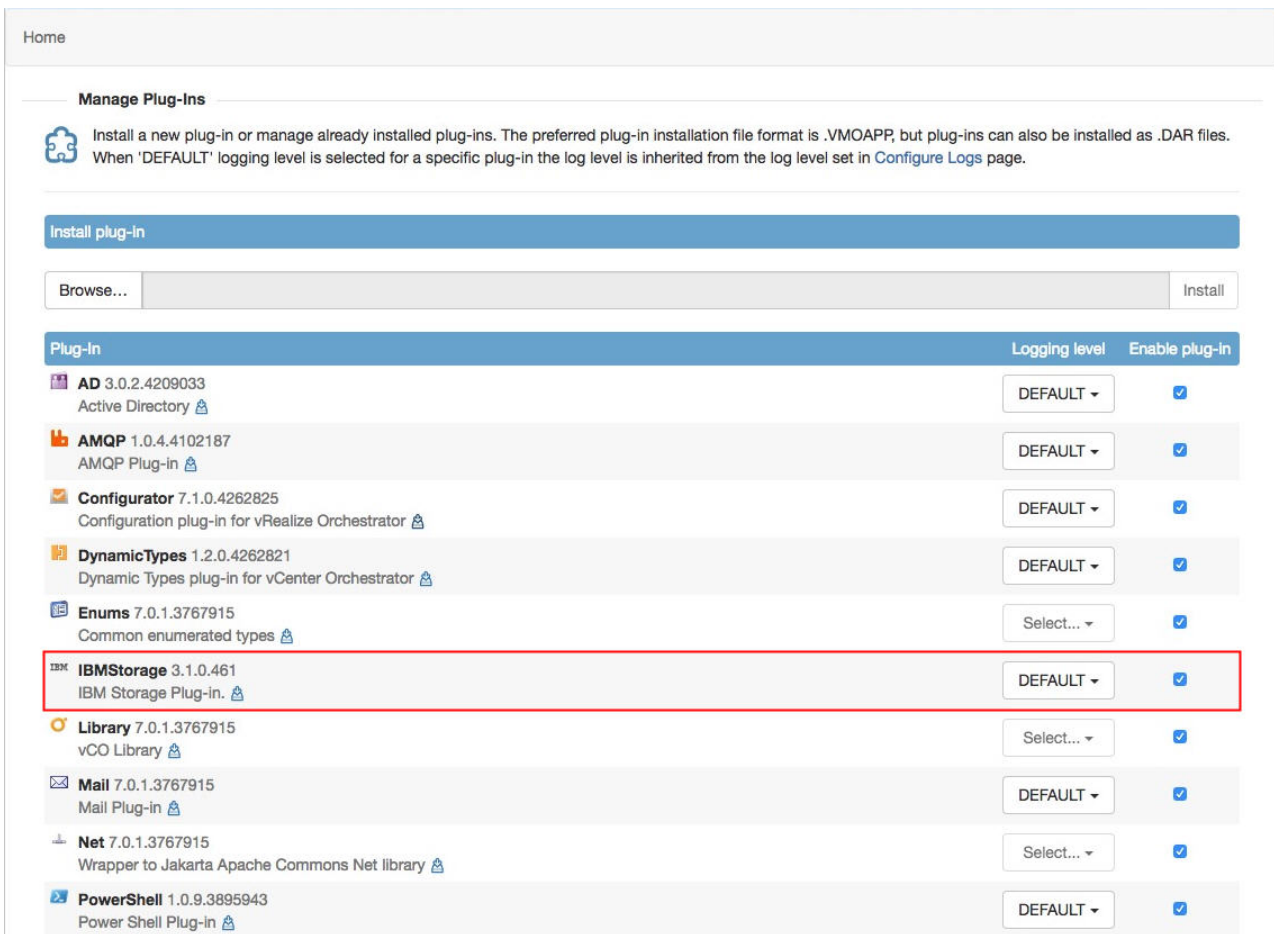 Home
Manage Plug-Ins
Install a new plug-in or manage already installed plug-ins. The preferred plug-in installation file format is .VMOAPP, but plug-ins can also be installed as .DAR files.
When 'DEFAULT' logging level is selected for a specific plug-in the log level is inherited from the log level set in Configure Logs page.
Install plug-in
Browse... Install
Plug-In Logging level Enable plug-in
AD 3.0.2.4209033
Active Directory
DEFAULT
AMQP 1.0.4.4102187
AMQP Plug-in
DEFAULT
Configurator 7.1.0.4262825
Configuration plug-in for vRealize Orchestrator
DEFAULT
DynamicTypes 1.2.0.4262821
Dynamic Types plug-in for vCenter Orchestrator
DEFAULT
Enums 7.0.1.3767915
Common enumerated types
Select...
IBM IBMStorage 3.1.0.461
IBM Storage Plug-in.
DEFAULT
Library 7.0.1.3767915
vCO Library
Select...
Mail 7.0.1.3767915
Mail Plug-in
DEFAULT
Net 7.0.1.3767915
Wrapper to Jakarta Apache Commons Net library
Select...
PowerShell 1.0.9.3895943
Power Shell Plug-in
DEFAULT